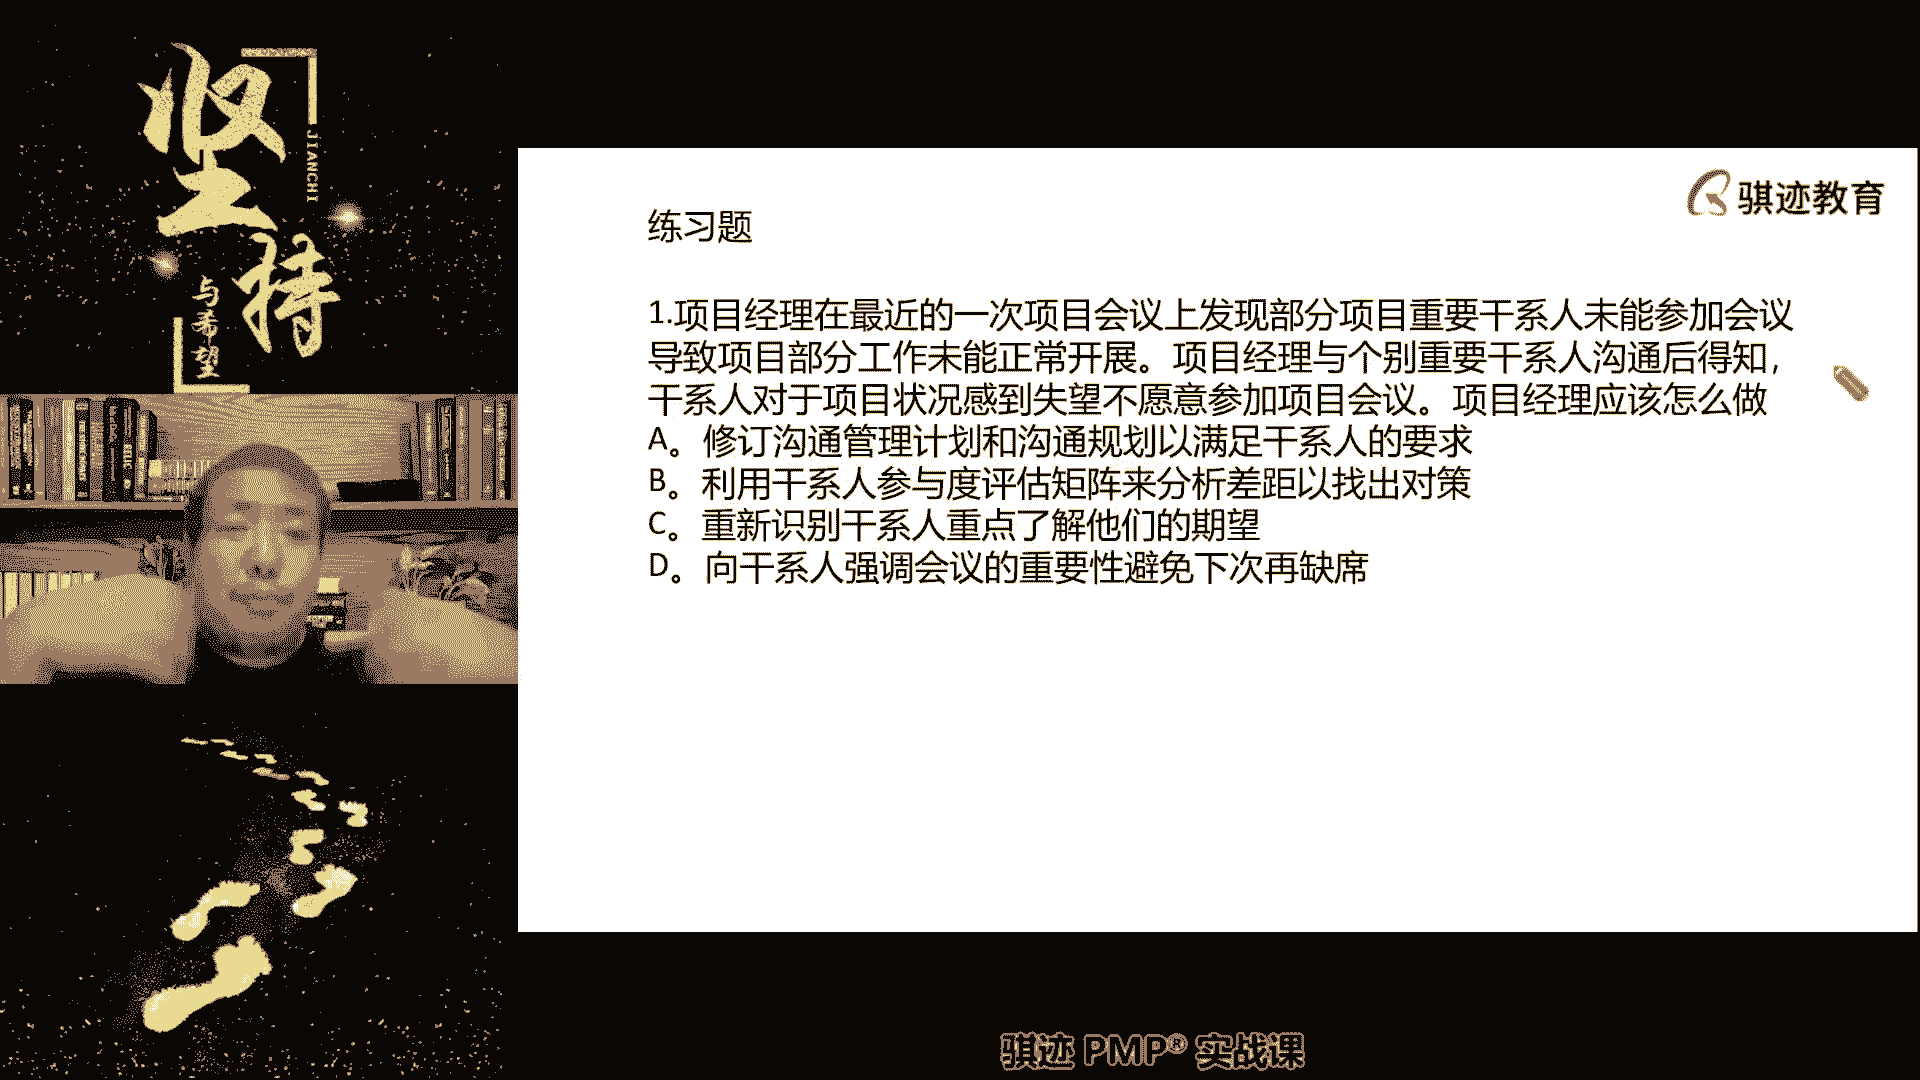 坚持
JIANCHI
与希望
骐迹教育
练习题
1.项目经理在最近的一次项目会议上发现部分项目重要干系人未能参加会议
导致项目部分工作未能正常开展。项目经理与个别重要干系人沟通后得知，
干系人对于项目状况感到失望不愿意参加项目会议。项目经理应该怎么做
A。修订沟通管理计划和沟通规划以满足干系人的要求
B。利用干系人参与度评估矩阵来分析差距以找出对策
C。重新识别干系人重点了解他们的期望
D。向干系人强调会议的重要性避免下次再缺席
骐迹 PMP® 实战课